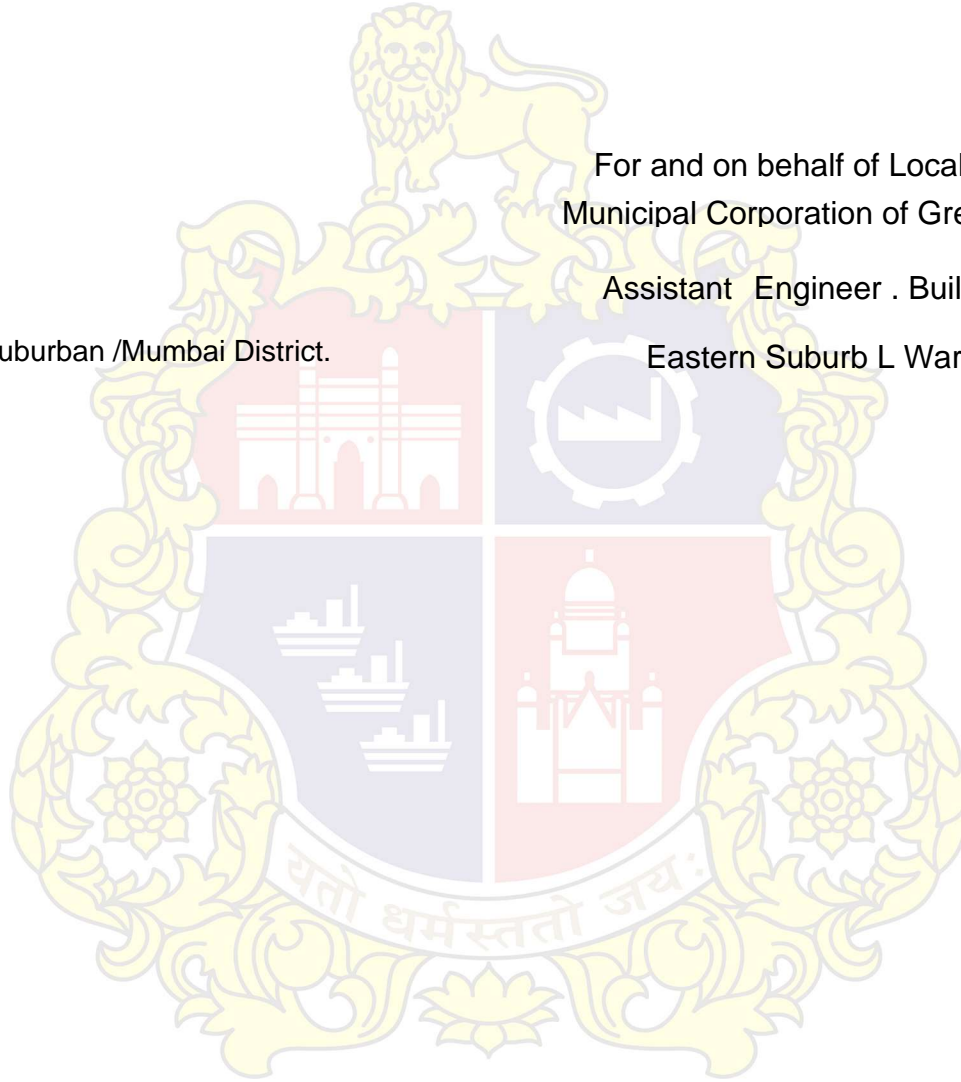 For and on behalf of Local
Municipal Corporation of Gre
Assistant Engineer . Buil
uburban /Mumbai District.
Eastern Suburb L War
यतो धर्मस्ततो जय: